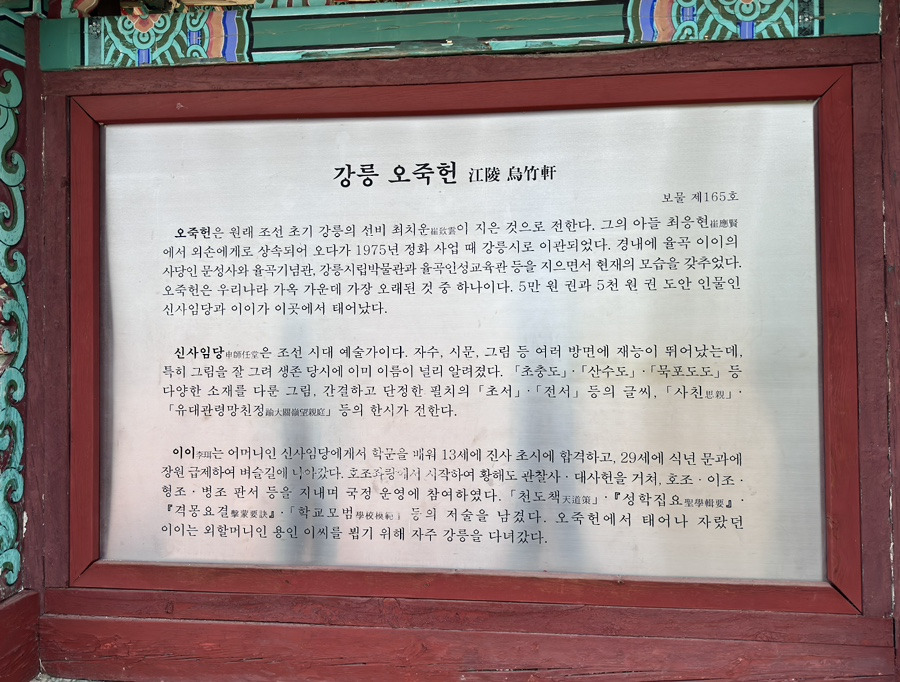 강릉 오죽헌 江陵 烏竹軒
보물 제165호
오죽헌은 원래 조선 초기 강릉의 선비 최치운崔致雲이 지은 것으로 전한다. 그의 아들 최응현崔應賢
에서 외손에게로 상속되어 오다가 1975년 정화 사업 때 강릉시로 이관되었다. 경내에 율곡 이이의
사당인 문성사와 율곡기념관, 강릉시립박물관과 율곡인성교육관 등을 지으면서 현재의 모습을 갖추었다.
오죽헌은 우리나라 가옥 가운데 가장 오래된 것 중 하나이다. 5만 원 권과 5천 원 권 도안 인물인
신사임당과 이이가 이곳에서 태어났다.
신사임당申師任堂은 조선 시대 예술가이다. 자수, 시문, 그림 등 여러 방면에 재능이 뛰어났는데,
특히 그림을 잘 그려 생존 당시에 이미 이름이 널리 알려졌다. 「초충도」·「산수도」·「묵포도도」 등
다양한 소재를 다룬 그림, 간결하고 단정한 필치의 「초서」·「전서」 등의 글씨, 「사친思親」·
「유대관령망친정踰大關嶺望親庭」 등의 한시가 전한다.
이이李珥는 어머니인 신사임당에게서 학문을 배워 13세에 진사 초시에 합격하고, 29세에 식년 문과에
장원 급제하여 벼슬길에 나아갔다. 호조좌랑에서 시작하여 황해도 관찰사·대사헌을 거쳐, 호조·이조·
형조·병조 판서 등을 지내며 국정 운영에 참여하였다. 「천도책天道策」·『성학집요聖學輯要』
『격몽요결擊蒙要訣』·「학교모범學校模範」 등의 저술을 남겼다. 오죽헌에서 태어나 자랐던
이이는 외할머니인 용인 이씨를 뵙기 위해 자주 강릉을 다녀갔다.